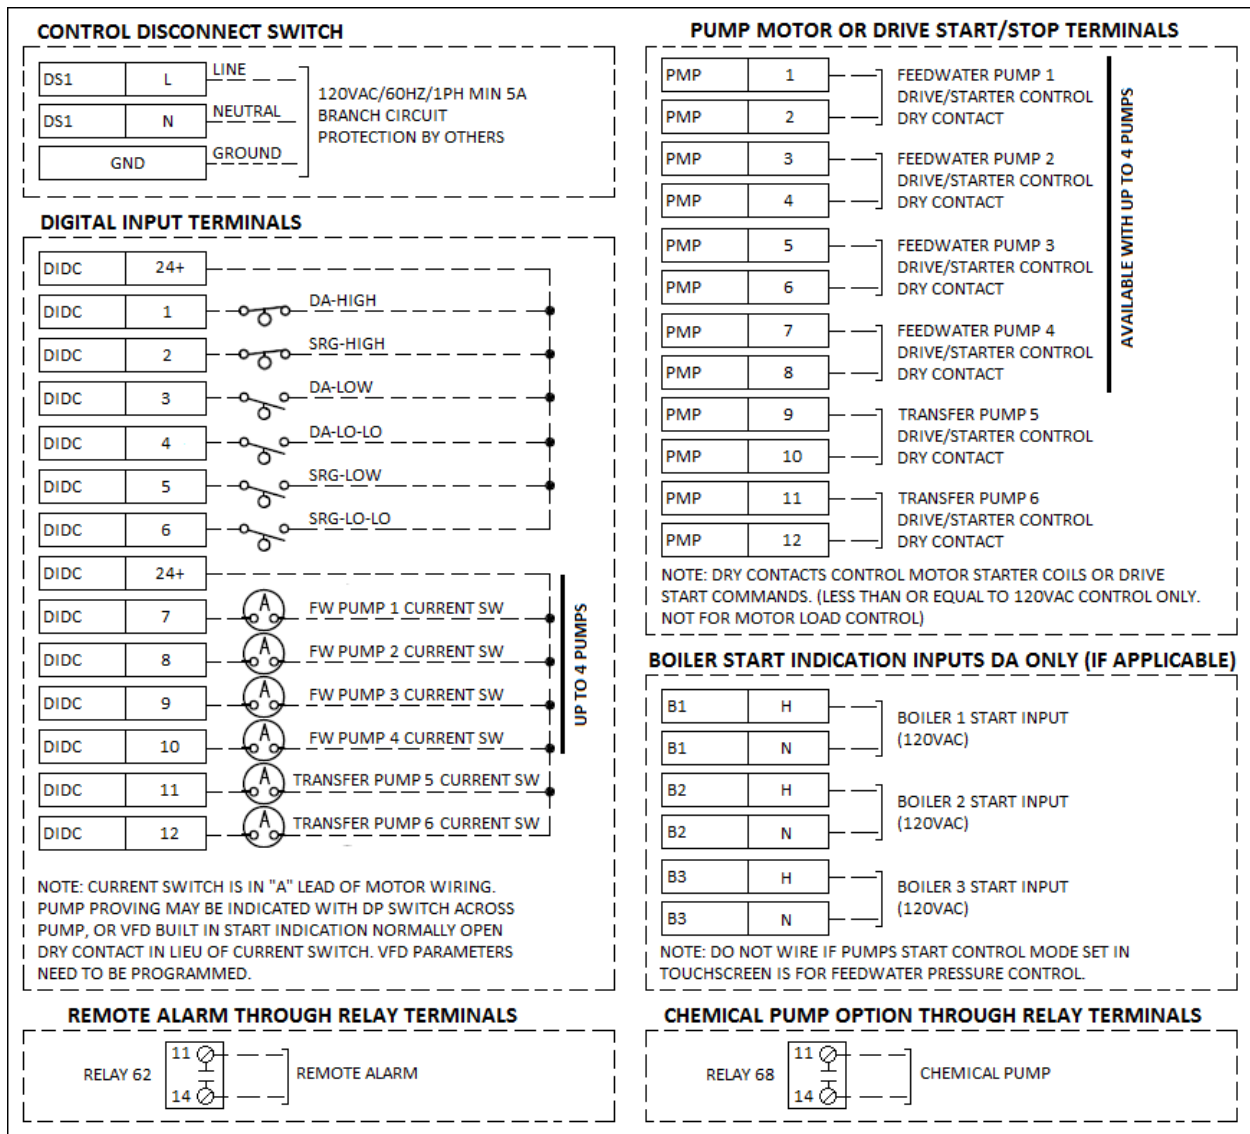 CONTROL DISCONNECT SWITCH
DS1 L LINE
DS1 N NEUTRAL
GND GROUND
120VAC/60HZ/1PH MIN 5A
BRANCH CIRCUIT
PROTECTION BY OTHERS
DIGITAL INPUT TERMINALS
DIDC 24+
DIDC 1 DA-HIGH
DIDC 2 SRG-HIGH
DIDC 3 DA-LOW
DIDC 4 DA-LO-LO
DIDC 5 SRG-LOW
DIDC 6 SRG-LO-LO
DIDC 24+
DIDC 7 A FW PUMP 1 CURRENT SW
DIDC 8 A FW PUMP 2 CURRENT SW
DIDC 9 A FW PUMP 3 CURRENT SW
DIDC 10 A FW PUMP 4 CURRENT SW
DIDC 11 A TRANSFER PUMP 5 CURRENT SW
DIDC 12 A TRANSFER PUMP 6 CURRENT SW
UP TO 4 PUMPS
NOTE: CURRENT SWITCH IS IN "A" LEAD OF MOTOR WIRING.
PUMP PROVING MAY BE INDICATED WITH DP SWITCH ACROSS
PUMP, OR VFD BUILT IN START INDICATION NORMALLY OPEN
DRY CONTACT IN LIEU OF CURRENT SWITCH. VFD PARAMETERS
NEED TO BE PROGRAMMED.
REMOTE ALARM THROUGH RELAY TERMINALS
RELAY 62
11
14
REMOTE ALARM
PUMP MOTOR OR DRIVE START/STOP TERMINALS
PMP 1
PMP 2
FEEDWATER PUMP 1
DRIVE/STARTER CONTROL
DRY CONTACT
PMP 3
PMP 4
FEEDWATER PUMP 2
DRIVE/STARTER CONTROL
DRY CONTACT
PMP 5
PMP 6
FEEDWATER PUMP 3
DRIVE/STARTER CONTROL
DRY CONTACT
PMP 7
PMP 8
FEEDWATER PUMP 4
DRIVE/STARTER CONTROL
DRY CONTACT
AVAILABLE WITH UP TO 4 PUMPS
PMP 9
PMP 10
TRANSFER PUMP 5
DRIVE/STARTER CONTROL
DRY CONTACT
PMP 11
PMP 12
TRANSFER PUMP 6
DRIVE/STARTER CONTROL
DRY CONTACT
NOTE: DRY CONTACTS CONTROL MOTOR STARTER COILS OR DRIVE
START COMMANDS. (LESS THAN OR EQUAL TO 120VAC CONTROL ONLY.
NOT FOR MOTOR LOAD CONTROL)
BOILER START INDICATION INPUTS DA ONLY (IF APPLICABLE)
B1 H
B1 N
BOILER 1 START INPUT
(120VAC)
B2 H
B2 N
BOILER 2 START INPUT
(120VAC)
B3 H
B3 N
BOILER 3 START INPUT
(120VAC)
NOTE: DO NOT WIRE IF PUMPS START CONTROL MODE SET IN
TOUCHSCREEN IS FOR FEEDWATER PRESSURE CONTROL.
CHEMICAL PUMP OPTION THROUGH RELAY TERMINALS
RELAY 68
11
14
CHEMICAL PUMP